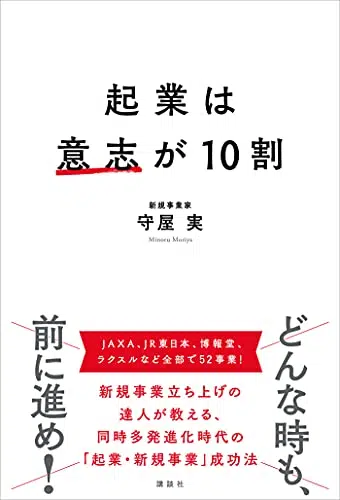 起業は
意志が10割
新規事業家
守屋 実
Minoru Moriya
どんな時も、
前に進め！
JAXA、JR東日本、博報堂、
ラクスルなど全部で52事業！
新規事業立ち上げの
達人が教える、
同時多発進化時代の
「起業・新規事業」成功法
講談社